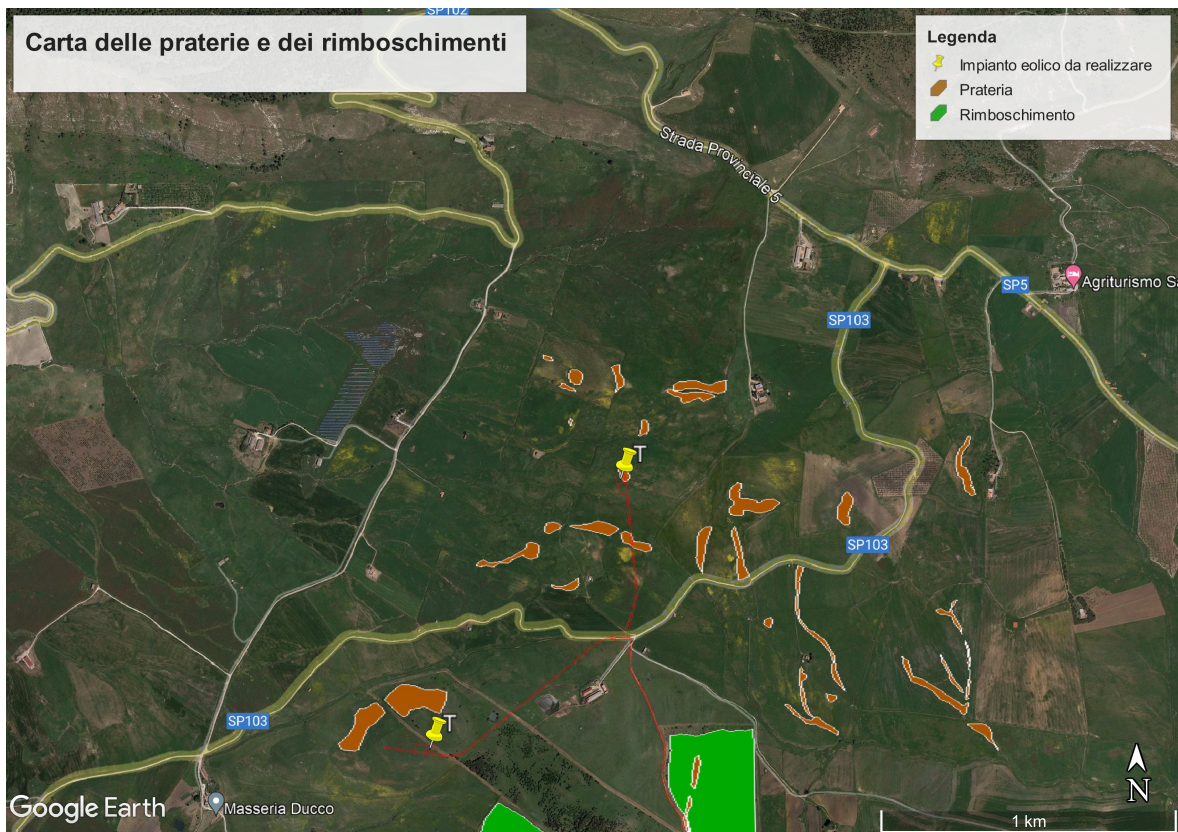 SP102
Carta delle praterie e dei rimboschimenti
Legenda
Impianto eolico da realizzare
Prateria
Rimboschimento
Strada Provinciale 5
SP5
Agriturismo Sa
SP103
T
SP103
SP103
T
Masseria Ducco
Google Earth
N
1 km